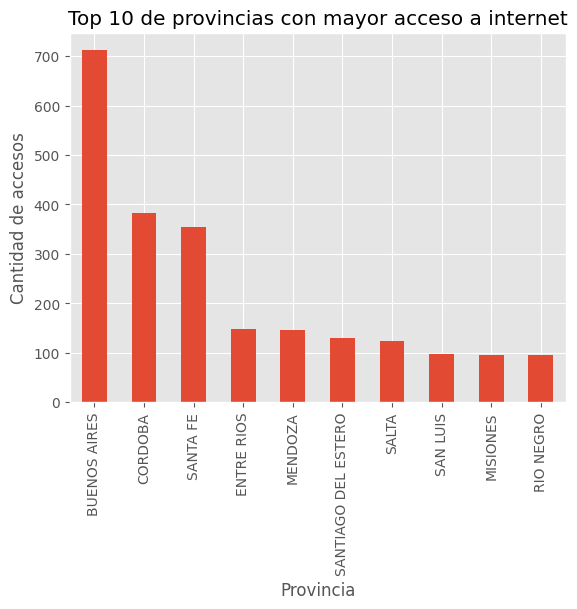 Top 10 de provincias con mayor acceso a internet
Cantidad de accesos
700
600
500
400
300
200
100
0
BUENOS AIRES
CORDOBA
SANTA FE
ENTRE RIOS
MENDOZA
SANTIAGO DEL ESTERO
SALTA
SAN LUIS
MISIONES
RIO NEGRO
Provincia